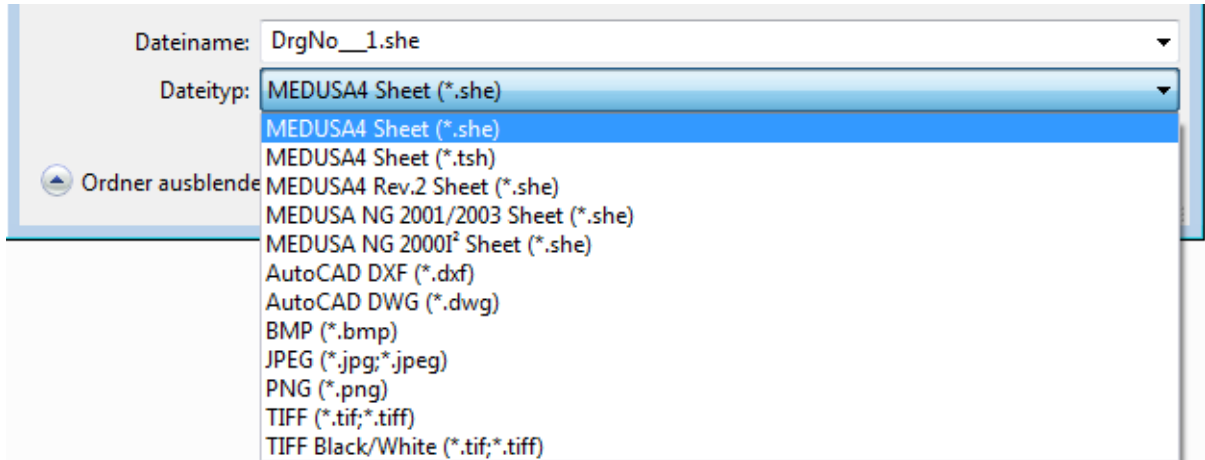 Dateiname: DrgNo__1.she
Dateityp: MEDUSA4 Sheet (*.she)
MEDUSA4 Sheet (*.she)
MEDUSA4 Sheet (*.tsh)
Ordner ausblende MEDUSA4 Rev.2 Sheet (*.she)
MEDUSA NG 2001/2003 Sheet (*.she)
MEDUSA NG 2000I² Sheet (*.she)
AutoCAD DXF (*.dxf)
AutoCAD DWG (*.dwg)
BMP (*.bmp)
JPEG (*.jpg;*.jpeg)
PNG (*.png)
TIFF (*.tif;*.tiff)
TIFF Black/White (*.tif;*.tiff)